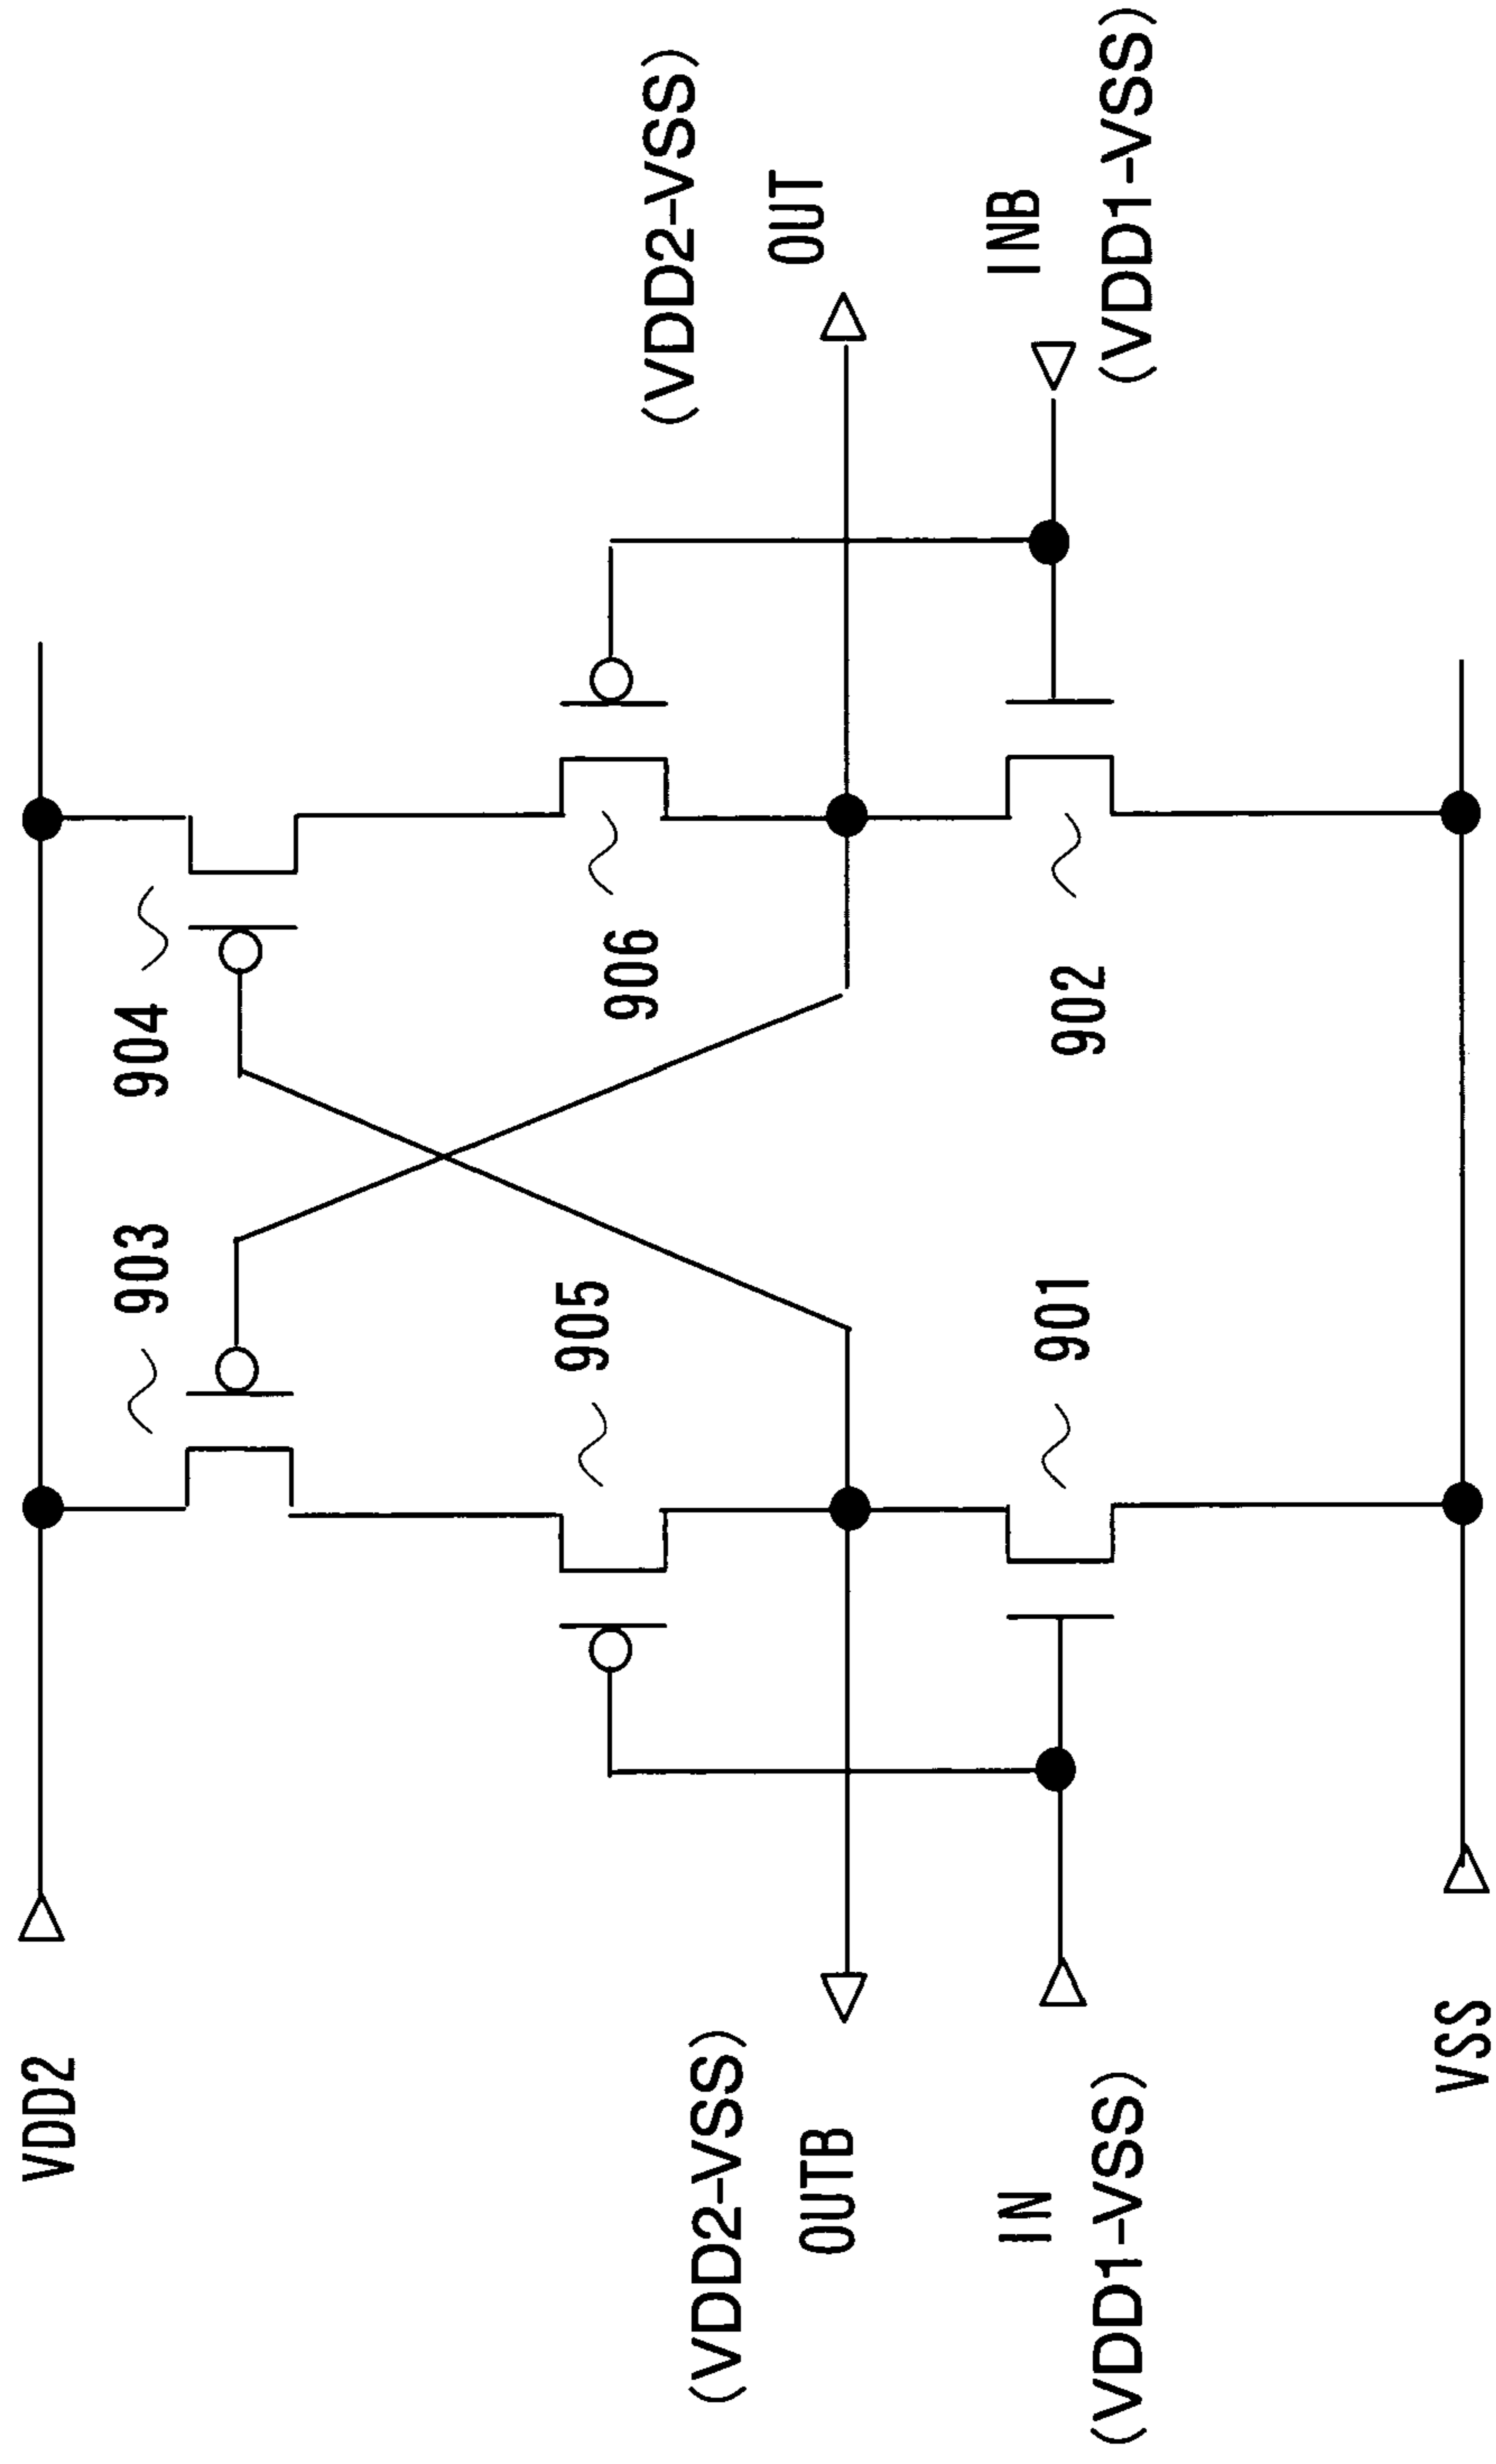 VDD2
903
904
(VDD2-VSS)
905
906
(VDD2-VSS)
OUTB
OUT
IN
901
902
INB
(VDD1-VSS)
(VDD1-VSS)
VSS